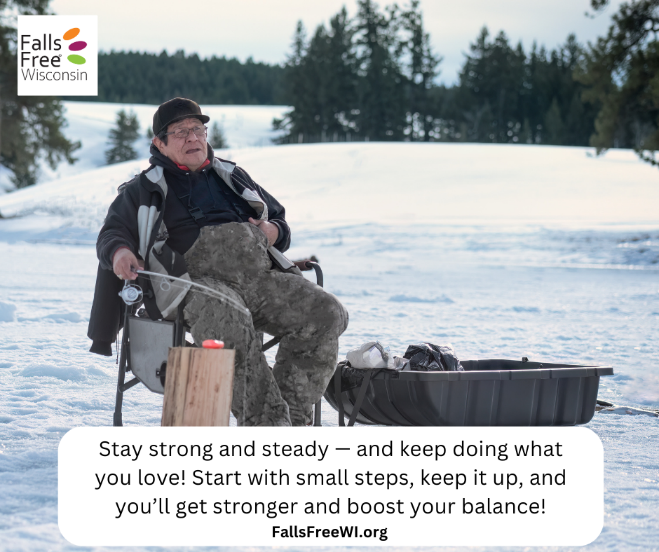 Falls
Free
Wisconsin
Stay strong and steady — and keep doing what
you love! Start with small steps, keep it up, and
you’ll get stronger and boost your balance!
FallsFreeWI.org